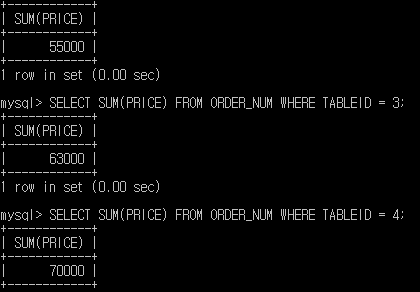 +------------+
| SUM(PRICE) |
+------------+
|      55000 |
+------------+
1 row in set (0.00 sec)
mysql> SELECT SUM(PRICE) FROM ORDER_NUM WHERE TABLEID = 3;
+------------+
| SUM(PRICE) |
+------------+
|      63000 |
+------------+
1 row in set (0.00 sec)
mysql> SELECT SUM(PRICE) FROM ORDER_NUM WHERE TABLEID = 4;
+------------+
| SUM(PRICE) |
+------------+
|      70000 |
+------------+